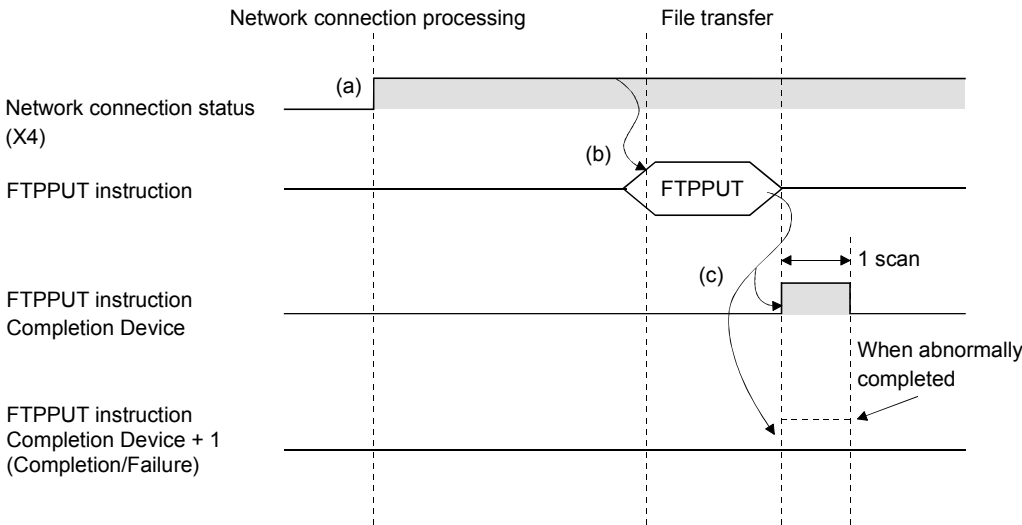 Network connection processing
File transfer
(a)
Network connection status
(X4)
(b)
FTPPUT instruction
FTPPUT
1 scan
(c)
FTPPUT instruction
Completion Device
When abnormally
completed
FTPPUT instruction
Completion Device + 1
(Completion/Failure)